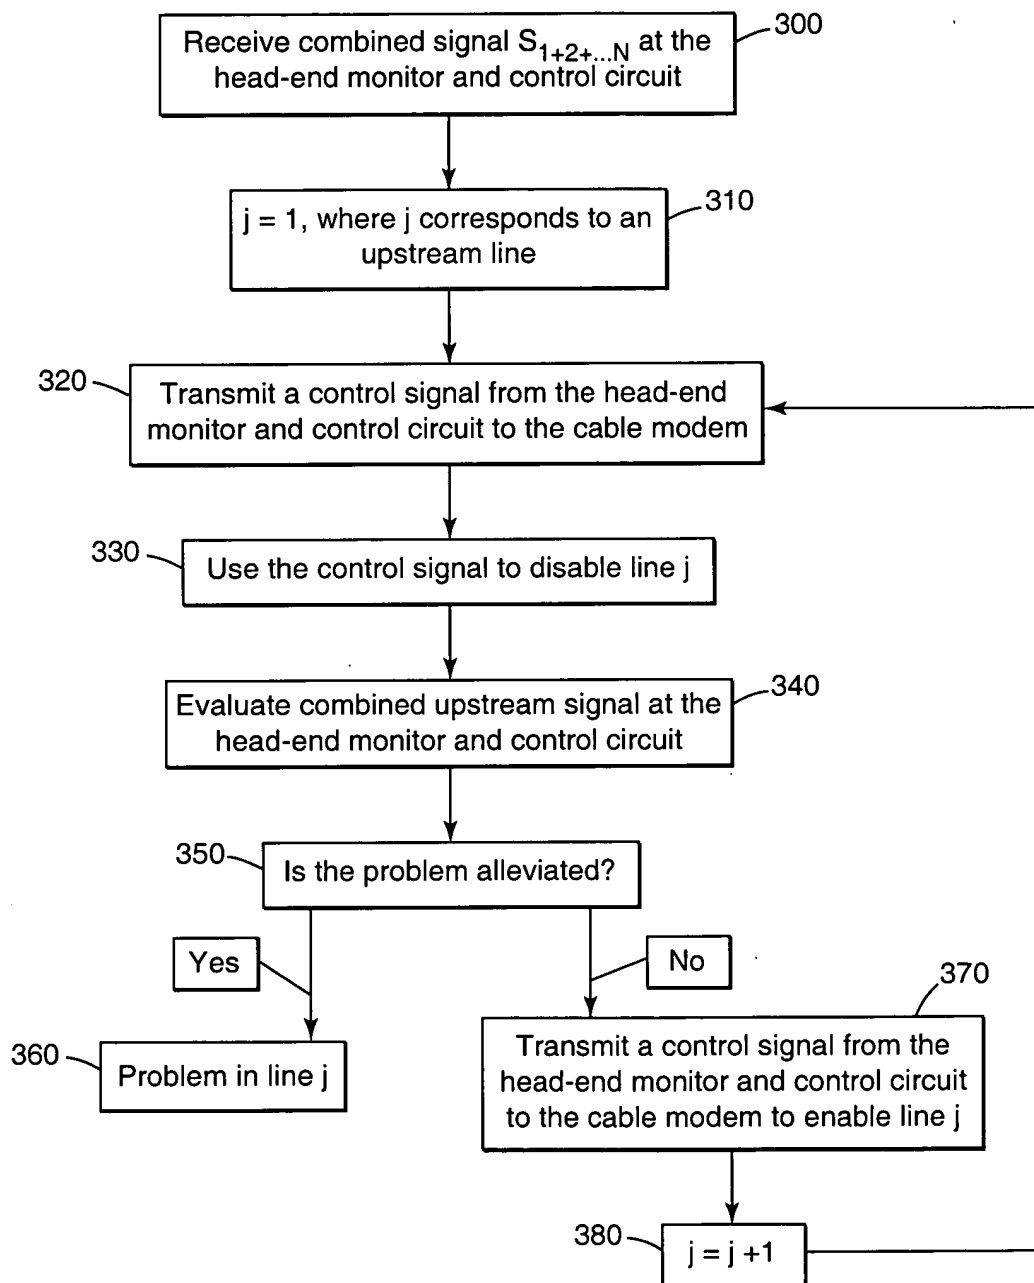 Receive combined signal S1+2+...N at the
head-end monitor and control circuit
300
j = 1, where j corresponds to an
upstream line
310
320
Transmit a control signal from the head-end
monitor and control circuit to the cable modem
330
Use the control signal to disable line j
Evaluate combined upstream signal at the
head-end monitor and control circuit
340
350
Is the problem alleviated?
Yes
No
360
Problem in line j
370
Transmit a control signal from the
head-end monitor and control circuit
to the cable modem to enable line j
380
j = j +1